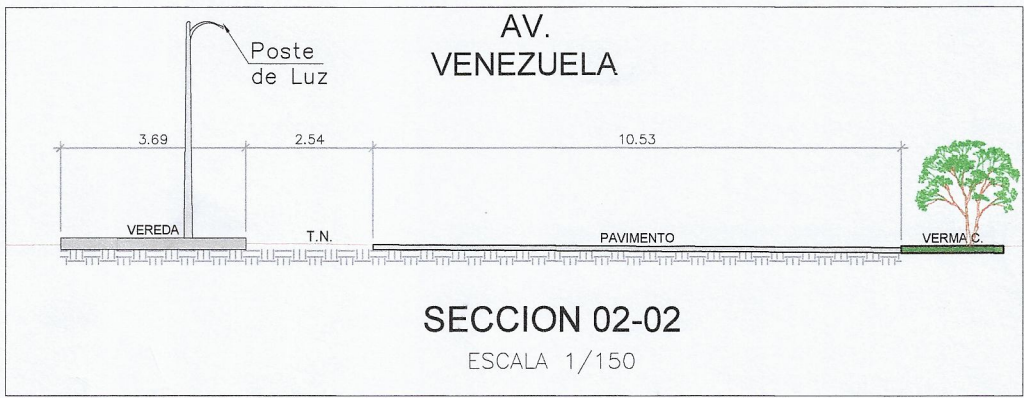 AV.
VENEZUELA
Poste
de Luz
3.69
2.54
10.53
VEREDA
T.N.
PAVIMENTO
VERMA C.
SECCION 02-02
ESCALA 1/150